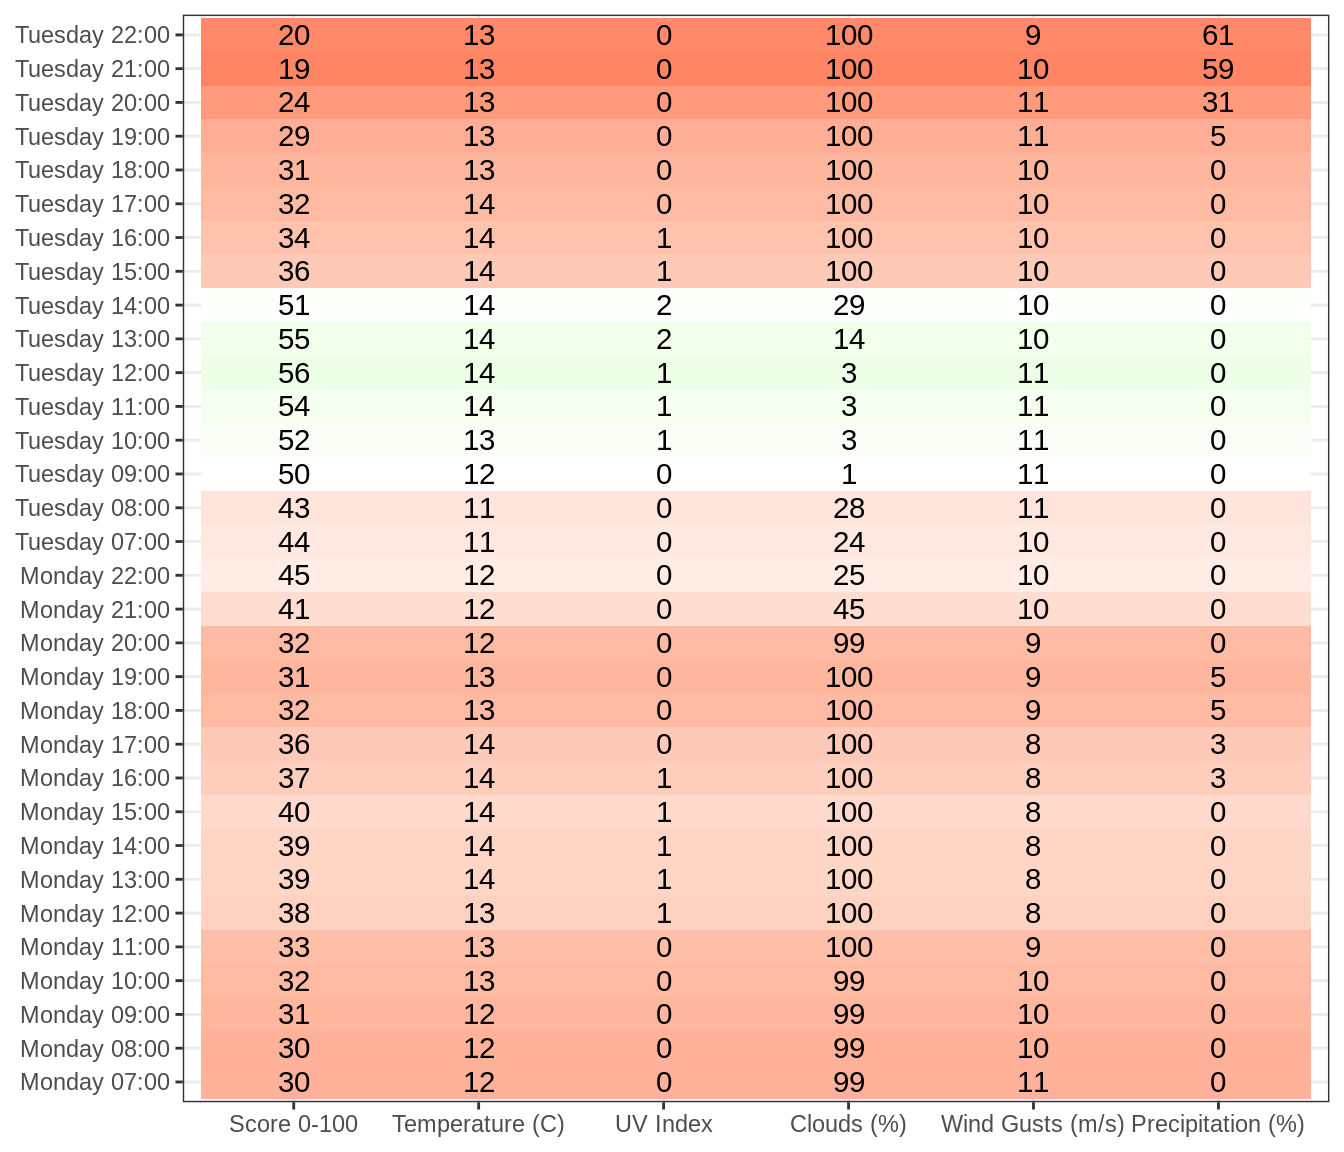 Tuesday 22:00 20 13 0 100 9 61
Tuesday 21:00 19 13 0 100 10 59
Tuesday 20:00 24 13 0 100 11 31
Tuesday 19:00 29 13 0 100 11 5
Tuesday 18:00 31 13 0 100 10 0
Tuesday 17:00 32 14 0 100 10 0
Tuesday 16:00 34 14 1 100 10 0
Tuesday 15:00 36 14 1 100 10 0
Tuesday 14:00 51 14 2 29 10 0
Tuesday 13:00 55 14 2 14 10 0
Tuesday 12:00 56 14 1 3 11 0
Tuesday 11:00 54 14 1 3 11 0
Tuesday 10:00 52 13 1 3 11 0
Tuesday 09:00 50 12 0 1 11 0
Tuesday 08:00 43 11 0 28 11 0
Tuesday 07:00 44 11 0 24 10 0
Monday 22:00 45 12 0 25 10 0
Monday 21:00 41 12 0 45 10 0
Monday 20:00 32 12 0 99 9 0
Monday 19:00 31 13 0 100 9 5
Monday 18:00 32 13 0 100 9 5
Monday 17:00 36 14 0 100 8 3
Monday 16:00 37 14 1 100 8 3
Monday 15:00 40 14 1 100 8 0
Monday 14:00 39 14 1 100 8 0
Monday 13:00 39 14 1 100 8 0
Monday 12:00 38 13 1 100 8 0
Monday 11:00 33 13 0 100 9 0
Monday 10:00 32 13 0 99 10 0
Monday 09:00 31 12 0 99 10 0
Monday 08:00 30 12 0 99 10 0
Monday 07:00 30 12 0 99 11 0
Score 0-100 Temperature (C) UV Index Clouds (%) Wind Gusts (m/s) Precipitation (%)